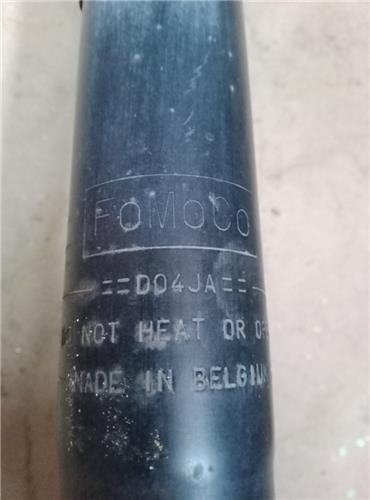 FoMoCo
==D04JA==
NOT HEAT OR
MADE IN BELGIUM